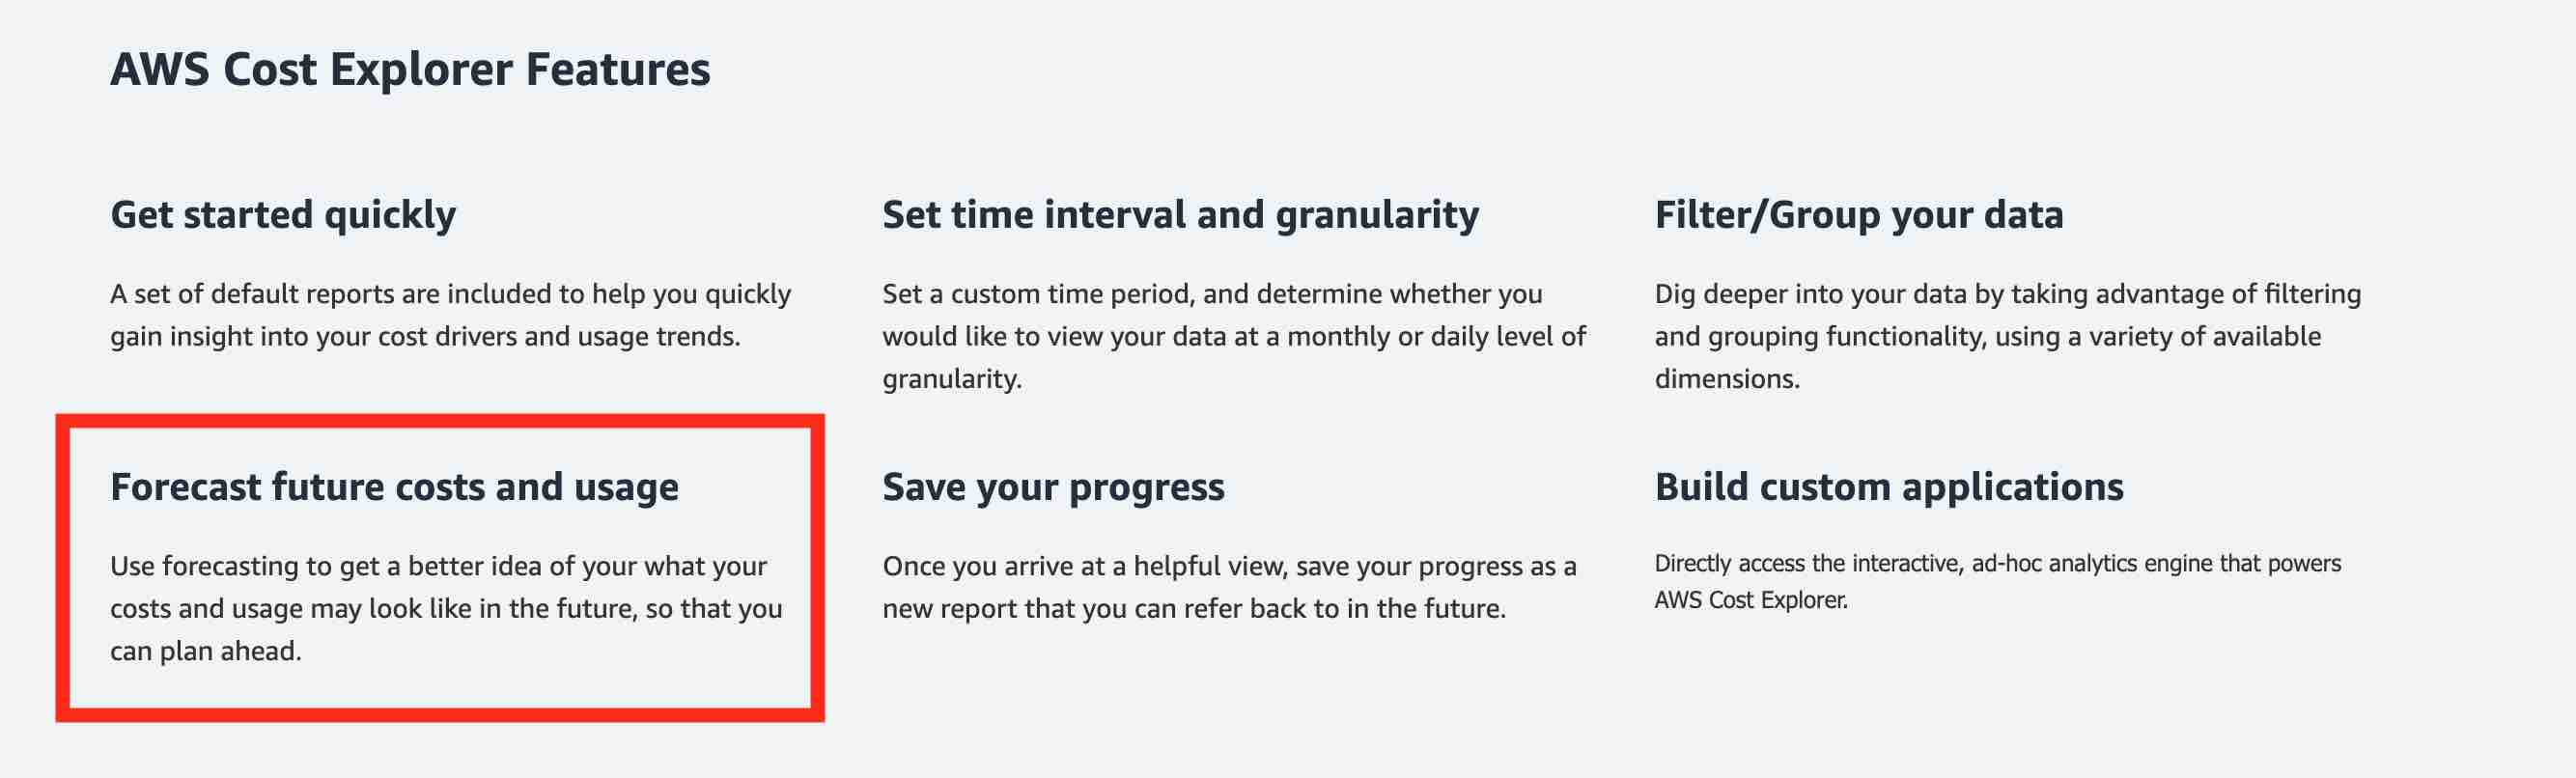 AWS Cost Explorer Features
Get started quickly
A set of default reports are included to help you quickly
gain insight into your cost drivers and usage trends.
Set time interval and granularity
Set a custom time period, and determine whether you
would like to view your data at a monthly or daily level of
granularity.
Filter/Group your data
Dig deeper into your data by taking advantage of filtering
and grouping functionality, using a variety of available
dimensions.
Forecast future costs and usage
Use forecasting to get a better idea of your what your
costs and usage may look like in the future, so that you
can plan ahead.
Save your progress
Once you arrive at a helpful view, save your progress as a
new report that you can refer back to in the future.
Build custom applications
Directly access the interactive, ad-hoc analytics engine that powers
AWS Cost Explorer.